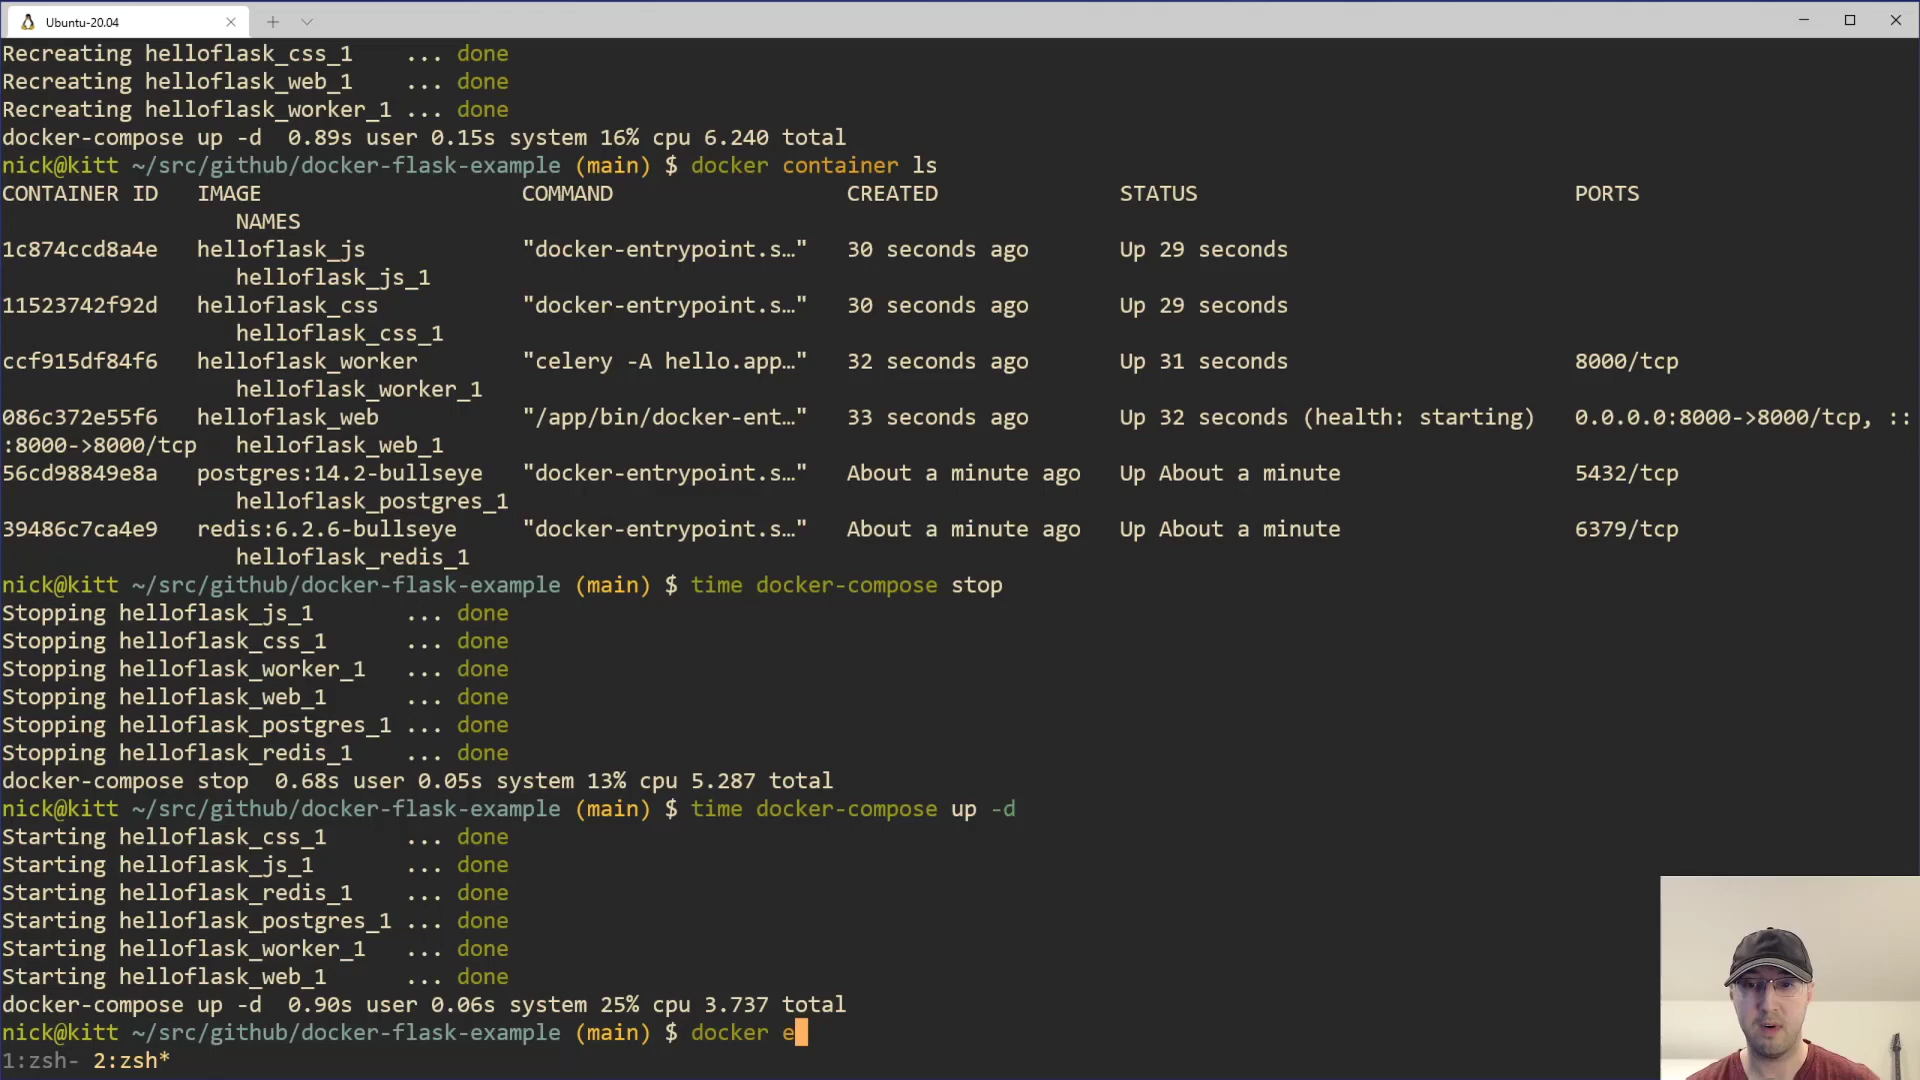 Ubuntu-20.04
Recreating helloflask_css_1    ... done
Recreating helloflask_web_1    ... done
Recreating helloflask_worker_1 ... done
docker-compose up -d  0.89s user 0.15s system 16% cpu 6.240 total
nick@kitt ~/src/github/docker-flask-example (main) $ docker container ls
CONTAINER ID   IMAGE                    COMMAND                  CREATED              STATUS                             PORTS
                  NAMES
1c874ccd8a4e   helloflask_js            "docker-entrypoint.s…"   30 seconds ago       Up 29 seconds
                  helloflask_js_1
11523742f92d   helloflask_css           "docker-entrypoint.s…"   30 seconds ago       Up 29 seconds
                  helloflask_css_1
ccf915df84f6   helloflask_worker        "celery -A hello.app…"   32 seconds ago       Up 31 seconds                      8000/tcp
                  helloflask_worker_1
086c372e55f6   helloflask_web           "/app/bin/docker-ent…"   33 seconds ago       Up 32 seconds (health: starting)   0.0.0.0:8000->8000/tcp, ::
:8000->8000/tcp   helloflask_web_1
56cd98849e8a   postgres:14.2-bullseye   "docker-entrypoint.s…"   About a minute ago   Up About a minute                  5432/tcp
                  helloflask_postgres_1
39486c7ca4e9   redis:6.2.6-bullseye     "docker-entrypoint.s…"   About a minute ago   Up About a minute                  6379/tcp
                  helloflask_redis_1
nick@kitt ~/src/github/docker-flask-example (main) $ time docker-compose stop
Stopping helloflask_js_1       ... done
Stopping helloflask_css_1      ... done
Stopping helloflask_worker_1   ... done
Stopping helloflask_web_1      ... done
Stopping helloflask_postgres_1 ... done
Stopping helloflask_redis_1    ... done
docker-compose stop  0.68s user 0.05s system 13% cpu 5.287 total
nick@kitt ~/src/github/docker-flask-example (main) $ time docker-compose up -d
Starting helloflask_css_1      ... done
Starting helloflask_js_1       ... done
Starting helloflask_redis_1    ... done
Starting helloflask_postgres_1 ... done
Starting helloflask_worker_1   ... done
Starting helloflask_web_1      ... done
docker-compose up -d  0.90s user 0.06s system 25% cpu 3.737 total
nick@kitt ~/src/github/docker-flask-example (main) $ docker e
1:zsh- 2:zsh*